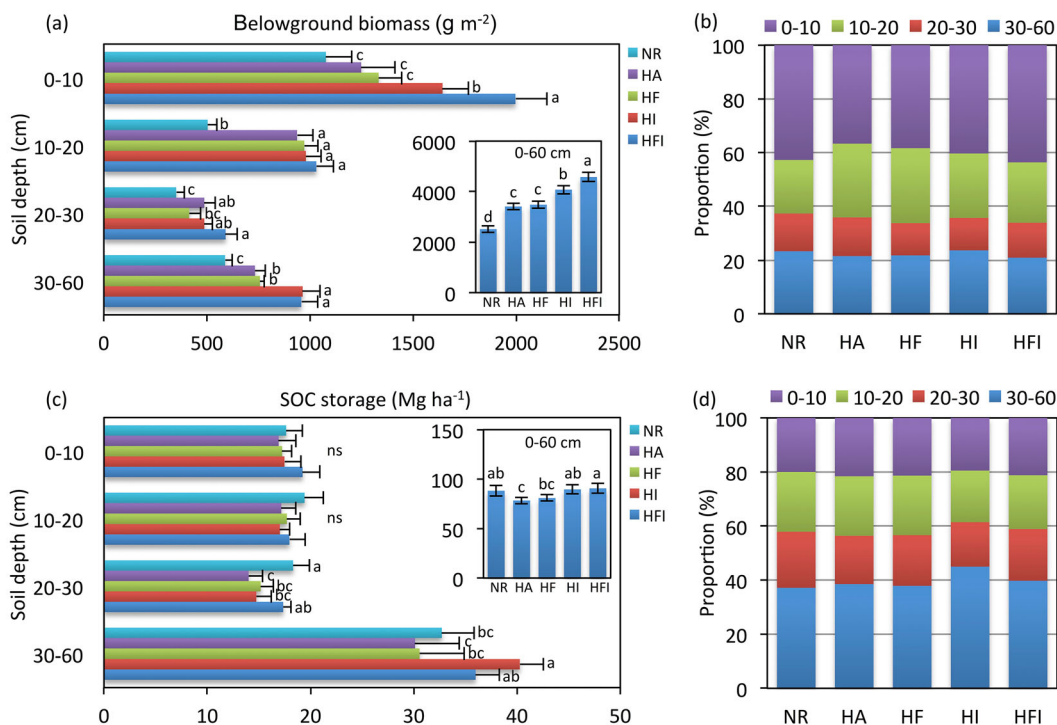 (a) Belowground biomass (g m⁻²)
Soil depth (cm)
0-10
10-20
20-30
30-60
c
c
c
b
a
b
a
a
a
a
c
ab
bc
ab
a
c
b
b
a
a
0 500 1000 1500 2000 2500
NR
HA
HF
HI
HFI
0-60 cm
6000
4000
2000
0
d c c b a
NR HA HF HI HFI
(b)
0-10 10-20 20-30 30-60
Proportion (%)
100
80
60
40
20
0
NR HA HF HI HFI
(c) SOC storage (Mg ha⁻¹)
Soil depth (cm)
0-10
10-20
20-30
30-60
ns
ns
a
c
bc
bc
ab
bc
c
bc
a
ab
0 10 20 30 40 50
NR
HA
HF
HI
HFI
0-60 cm
150
100
50
0
ab c bc ab a
NR HA HF HI HFI
(d)
0-10 10-20 20-30 30-60
Proportion (%)
100
80
60
40
20
0
NR HA HF HI HFI